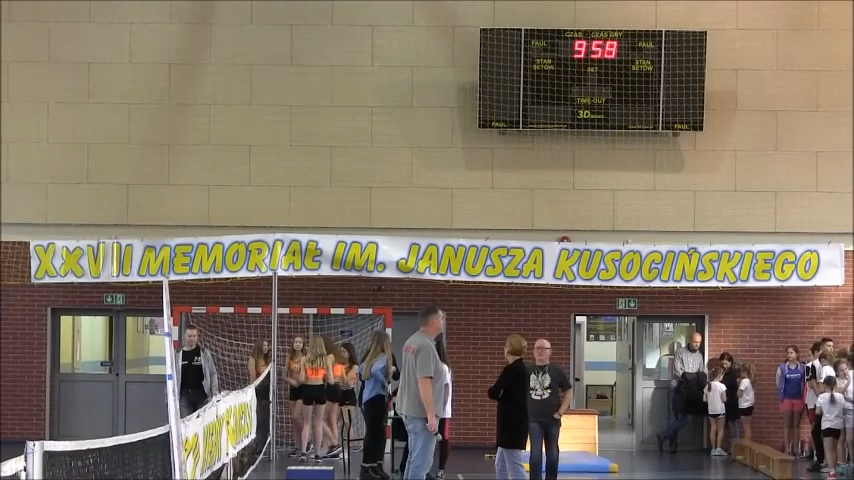 CZAS - CZAS GRY
FAUL 9 58 FAUL
STAN SETÓW STAN SETÓW
SET
TIME-OUT
FAUL FAUL
XXVII MEMORIAŁ IM. JANUSZA KUSOCIŃSKIEGO